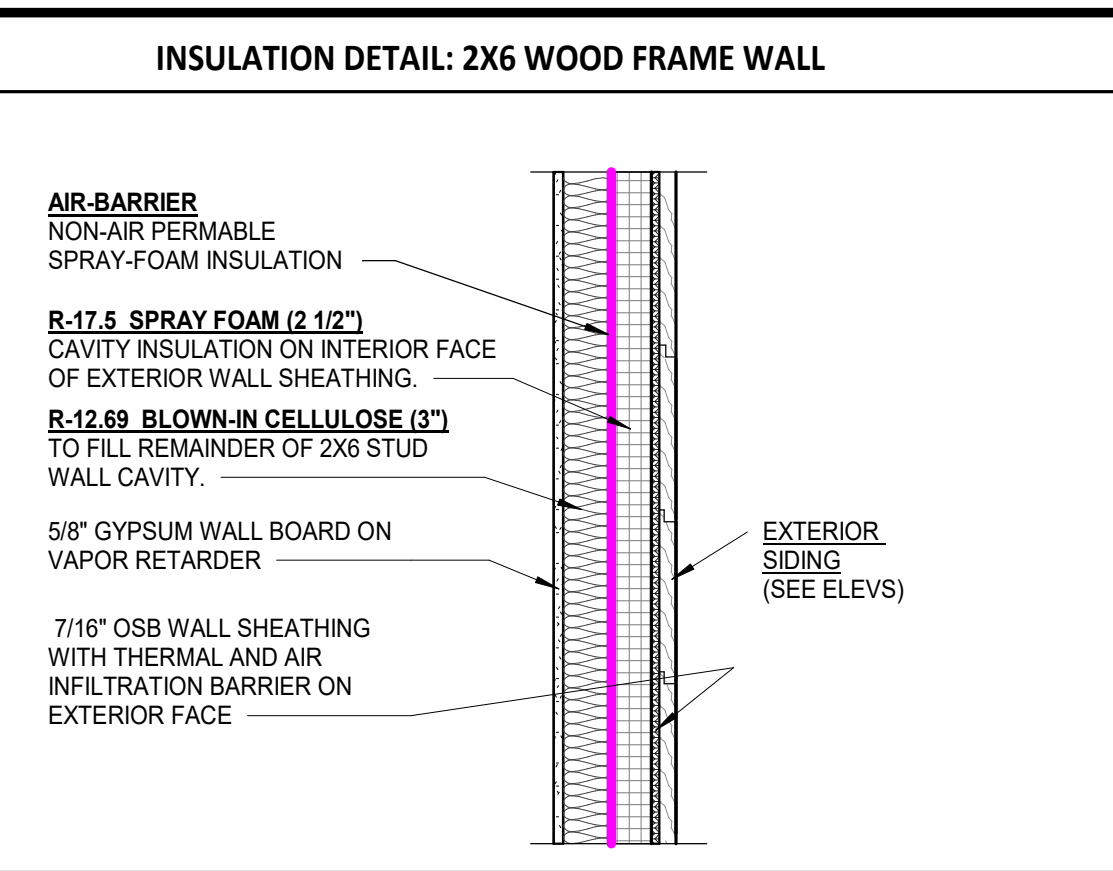 INSULATION DETAIL: 2X6 WOOD FRAME WALL
AIR-BARRIER
NON-AIR PERMABLE
SPRAY-FOAM INSULATION
R-17.5 SPRAY FOAM (2 1/2")
CAVITY INSULATION ON INTERIOR FACE
OF EXTERIOR WALL SHEATHING.
R-12.69 BLOWN-IN CELLULOSE (3")
TO FILL REMAINDER OF 2X6 STUD
WALL CAVITY.
5/8" GYPSUM WALL BOARD ON
VAPOR RETARDER
7/16" OSB WALL SHEATHING
WITH THERMAL AND AIR
INFILTRATION BARRIER ON
EXTERIOR FACE
EXTERIOR
SIDING
(SEE ELEVS)